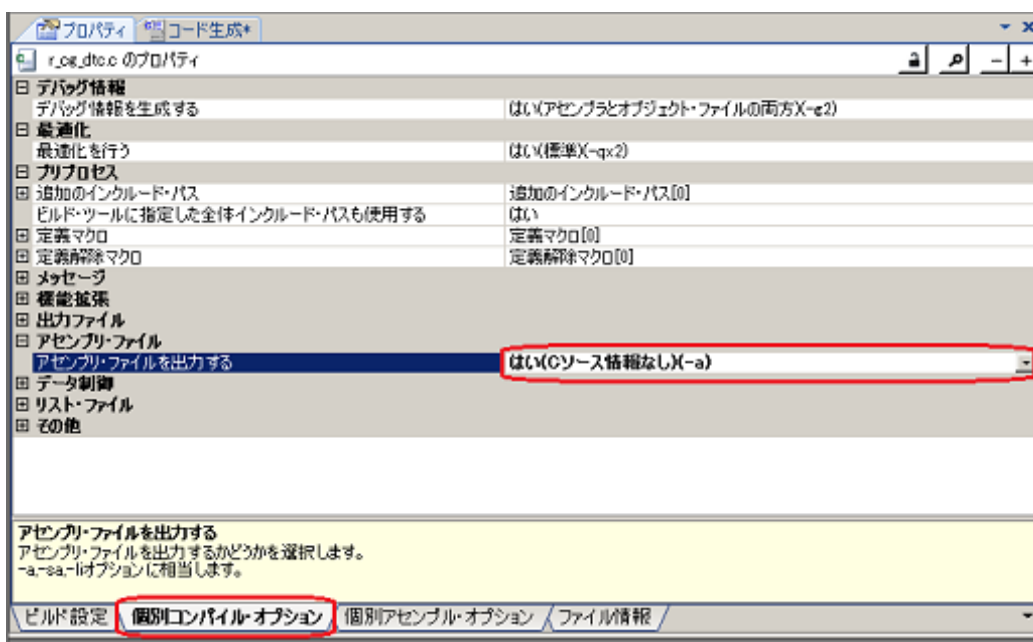 プロパティ コード生成*
r_cg_dtc.c のプロパティ
デバッグ情報
デバッグ情報を生成する はい(アセンブラとオブジェクト・ファイルの両方)(-g2)
最適化
最適化を行う はい(標準)(-qx2)
プリプロセス
追加のインクルード・パス 追加のインクルード・パス[0]
ビルド・ツールに指定した全体インクルード・パスも使用する はい
定義マクロ 定義マクロ[0]
定義解除マクロ 定義解除マクロ[0]
メッセージ
機能拡張
出力ファイル
アセンブリ・ファイル
アセンブリ・ファイルを出力する はい(Cソース情報なし)(-a)
データ制御
リスト・ファイル
その他
アセンブリ・ファイルを出力する
アセンブリ・ファイルを出力するかどうかを選択します。
-a,-sa,-liオプションに相当します。
ビルド設定 個別コンパイル・オプション 個別アセンブル・オプション ファイル情報